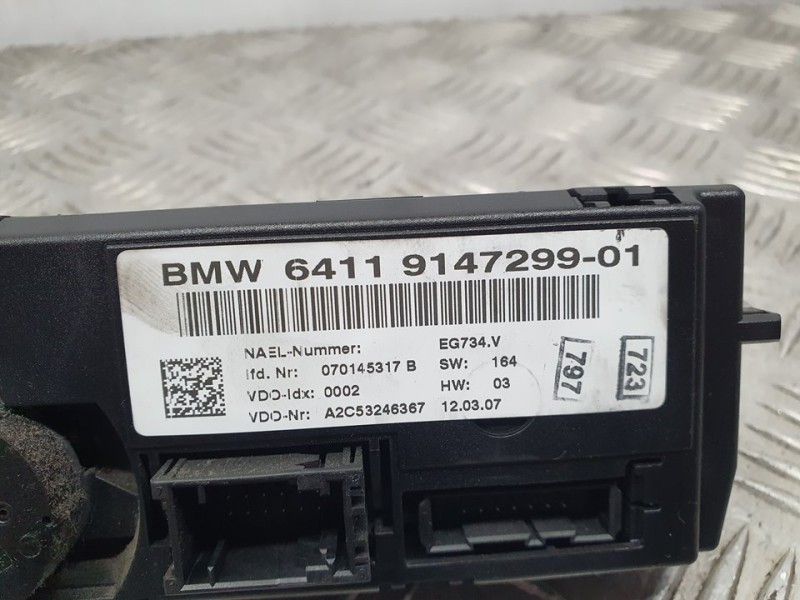 BMW 6411 9147299-01
NAEL-Nummer: EG734.V
lfd. Nr: 070145317 B SW: 164
VDO-Idx: 0002 HW: 03
VDO-Nr: A2C53246367 12.03.07
797
723